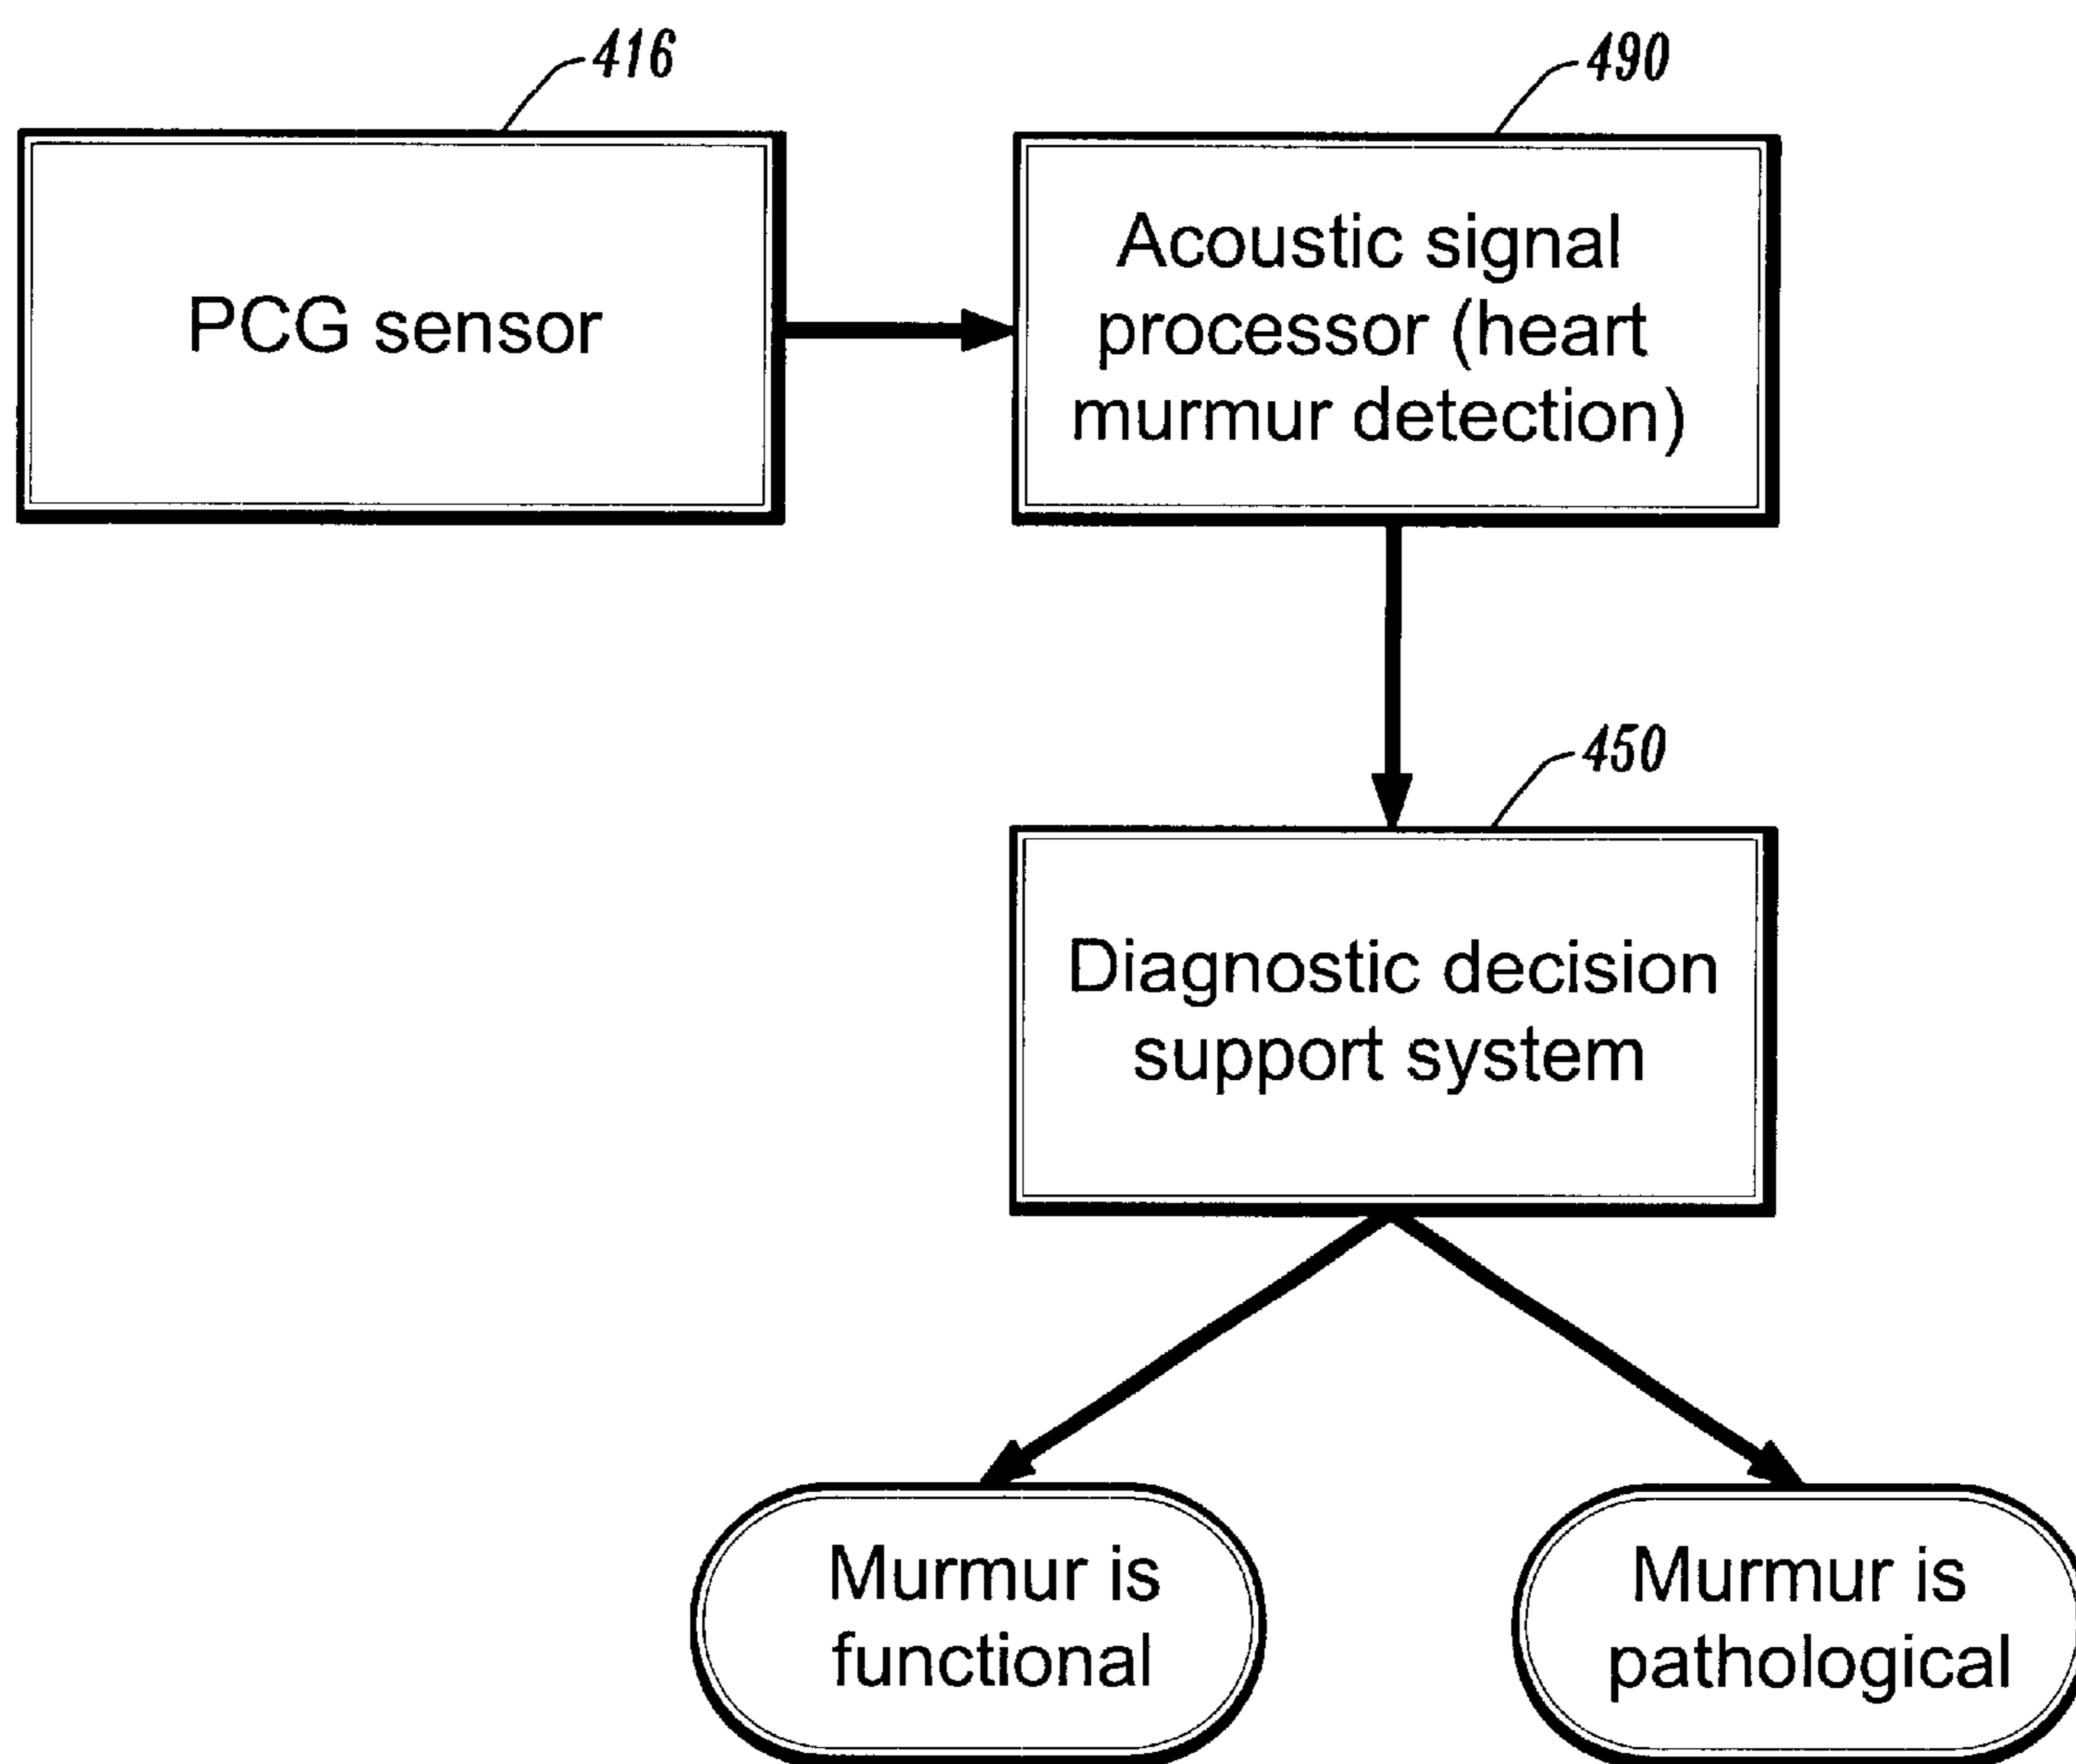 416
490
PCG sensor
Acoustic signal
processor (heart
murmur detection)
450
Diagnostic decision
support system
Murmur is
functional
Murmur is
pathological